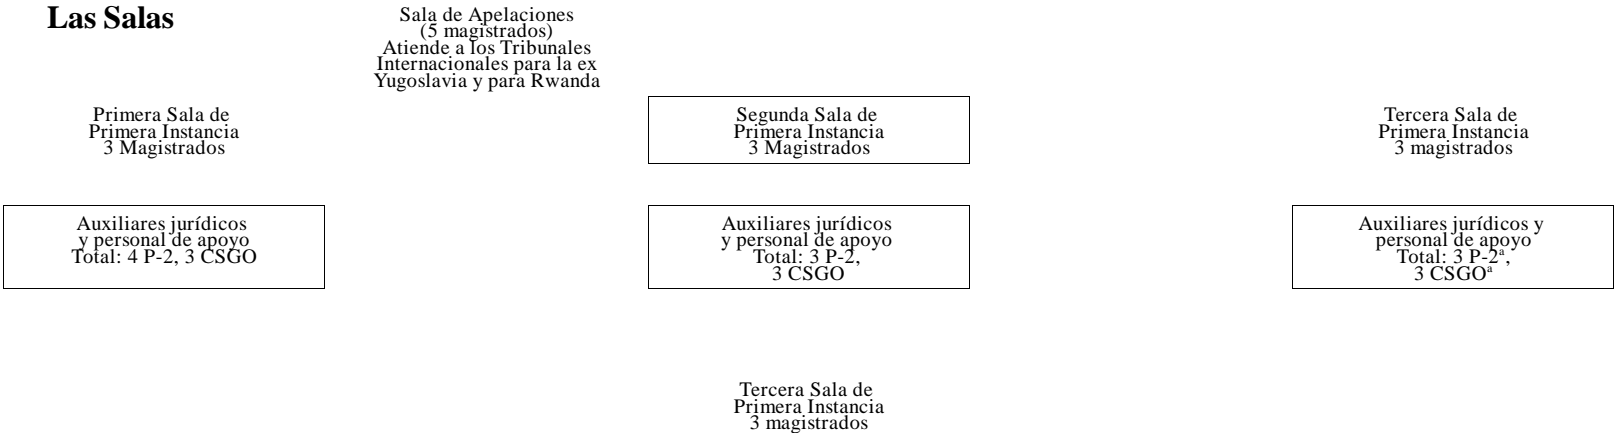 Las Salas
Sala de Apelaciones
(5 magistrados)
Atiende a los Tribunales
Internacionales para la ex
Yugoslavia y para Rwanda
Primera Sala de
Primera Instancia
3 Magistrados
Segunda Sala de
Primera Instancia
3 Magistrados
Tercera Sala de
Primera Instancia
3 magistrados
Auxiliares jurídicos
y personal de apoyo
Total: 4 P-2, 3 CSGO
Auxiliares jurídicos
y personal de apoyo
Total: 3 P-2,
3 CSGO
Auxiliares jurídicos y
personal de apoyo
Total: 3 P-2ª,
3 CSGOª
Tercera Sala de
Primera Instancia
3 magistrados